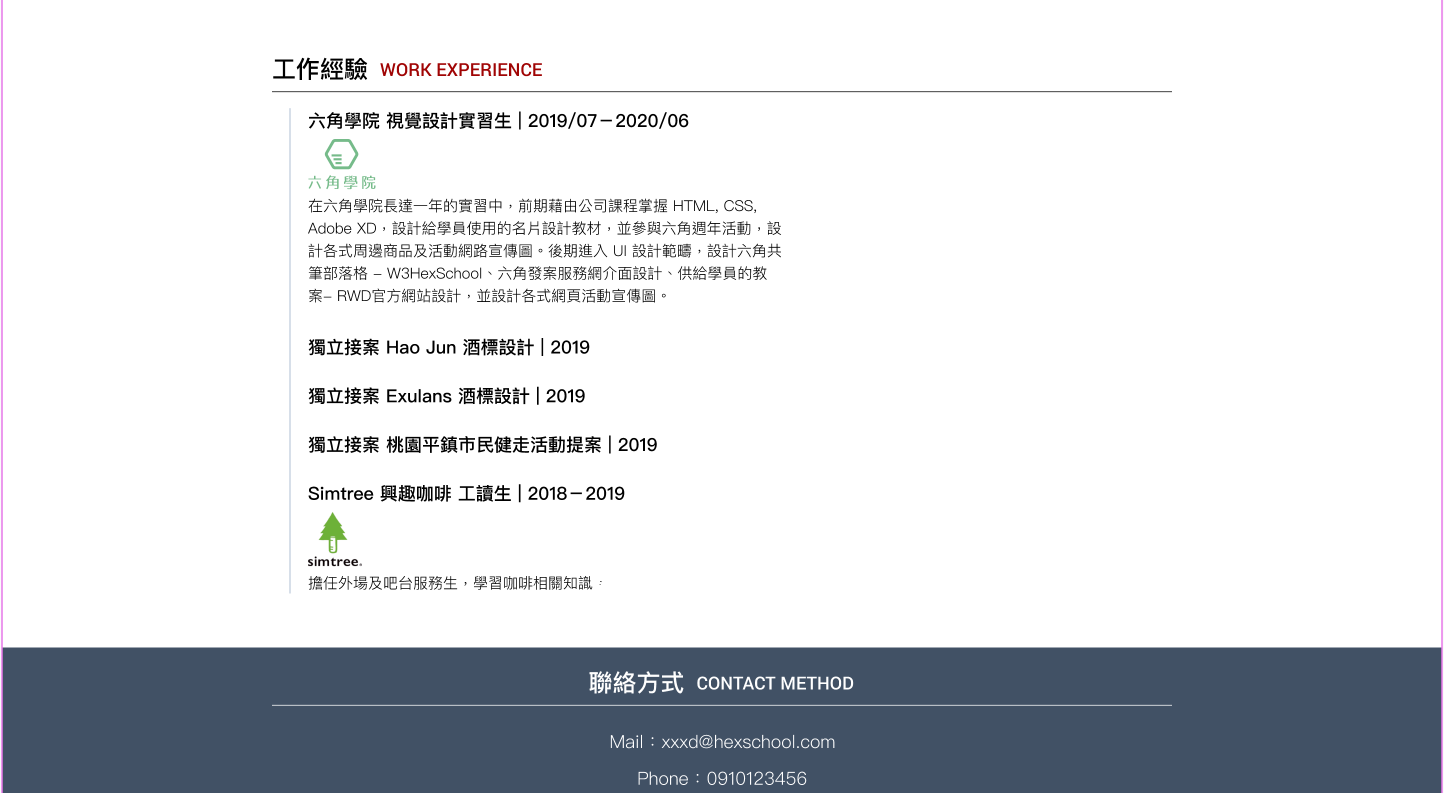 工作經驗 WORK EXPERIENCE
六角學院 視覺設計實習生 | 2019/07－2020/06
六角學院
在六角學院長達一年的實習中，前期藉由公司課程掌握 HTML, CSS,
Adobe XD，設計給學員使用的名片設計教材，並參與六角週年活動，設
計各式周邊商品及活動網路宣傳圖。後期進入 UI 設計範疇，設計六角共
筆部落格 – W3HexSchool、六角發案服務網介面設計、供給學員的教
案– RWD官方網站設計，並設計各式網頁活動宣傳圖。
獨立接案 Hao Jun 酒標設計 | 2019
獨立接案 Exulans 酒標設計 | 2019
獨立接案 桃園平鎮市民健走活動提案 | 2019
Simtree 興趣咖啡 工讀生 | 2018－2019
simtree.
擔任外場及吧台服務生，學習咖啡相關知識
聯絡方式 CONTACT METHOD
Mail：xxxd@hexschool.com
Phone：0910123456